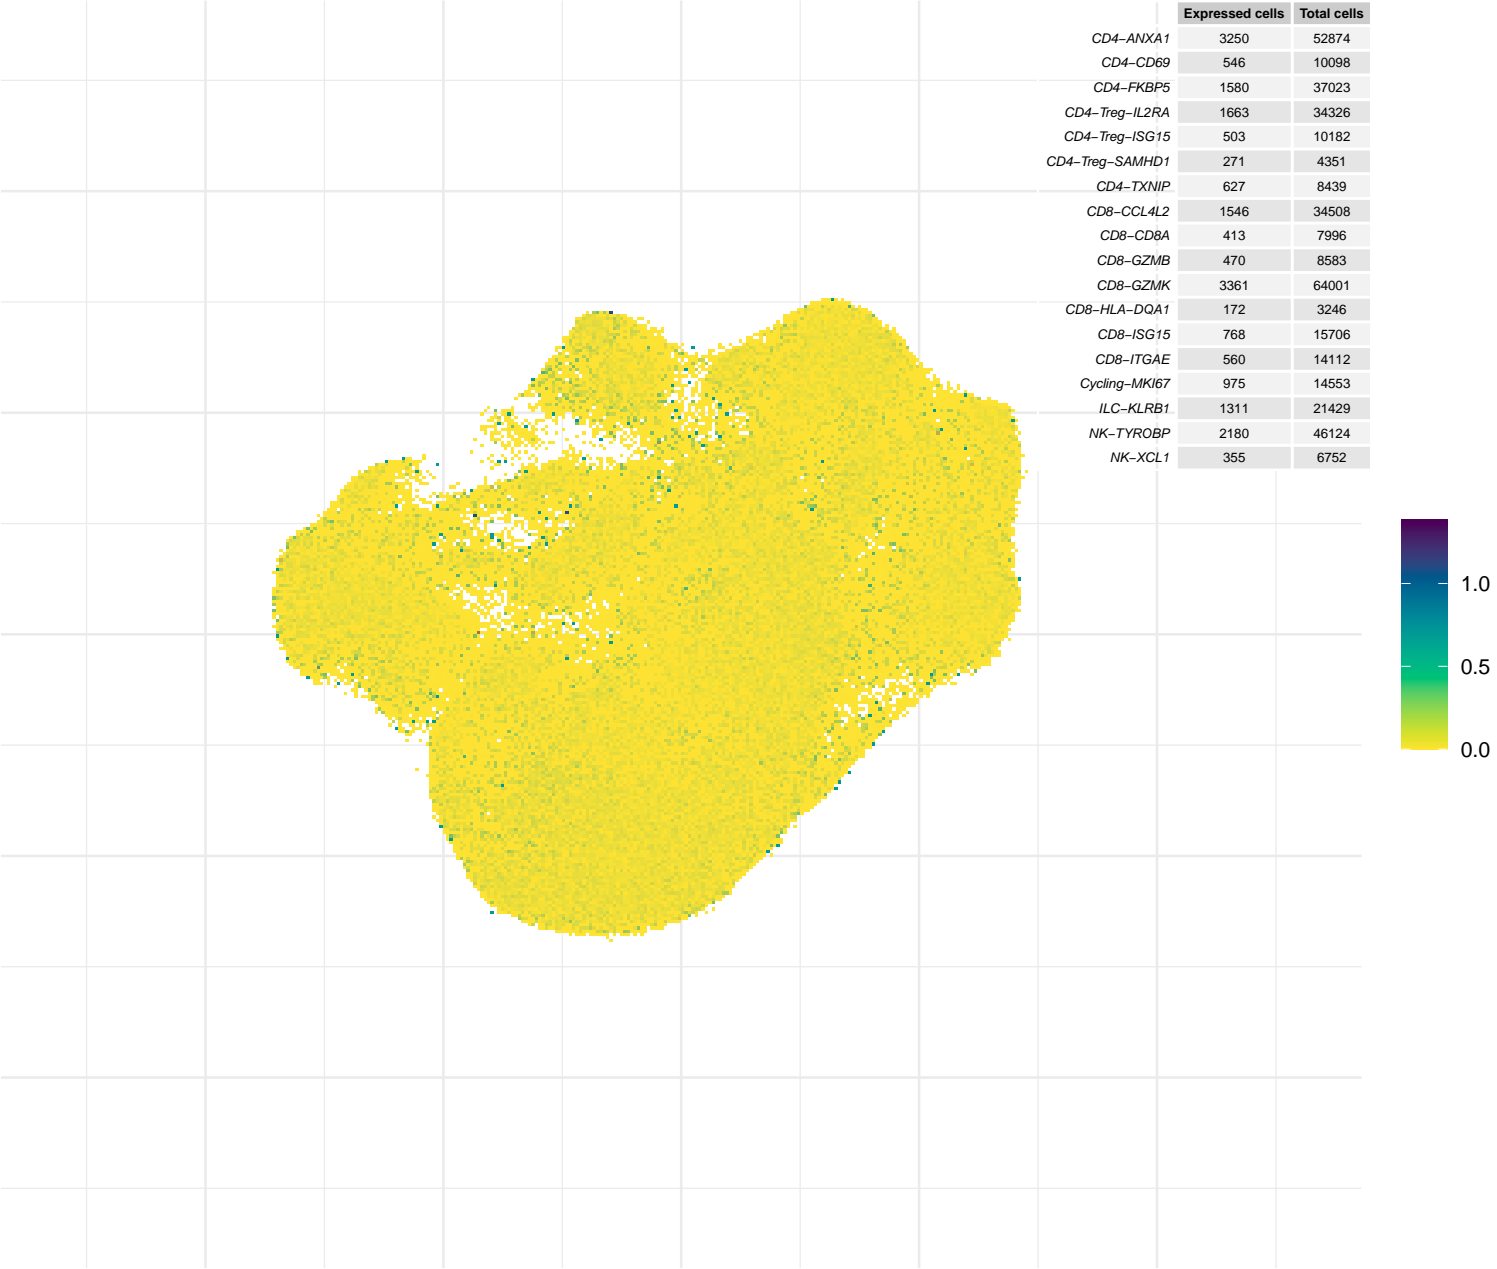 Expressed cells Total cells
CD4−ANXA1 3250 52874
CD4−CD69 546 10098
CD4−FKBP5 1580 37023
CD4−Treg−IL2RA 1663 34326
CD4−Treg−ISG15 503 10182
CD4−Treg−SAMHD1 271 4351
CD4−TXNIP 627 8439
CD8−CCL4L2 1546 34508
CD8−CD8A 413 7996
CD8−GZMB 470 8583
CD8−GZMK 3361 64001
CD8−HLA−DQA1 172 3246
CD8−ISG15 768 15706
CD8−ITGAE 560 14112
Cycling−MKI67 975 14553
ILC−KLRB1 1311 21429
NK−TYROBP 2180 46124
NK−XCL1 355 6752
1.0
0.5
0.0